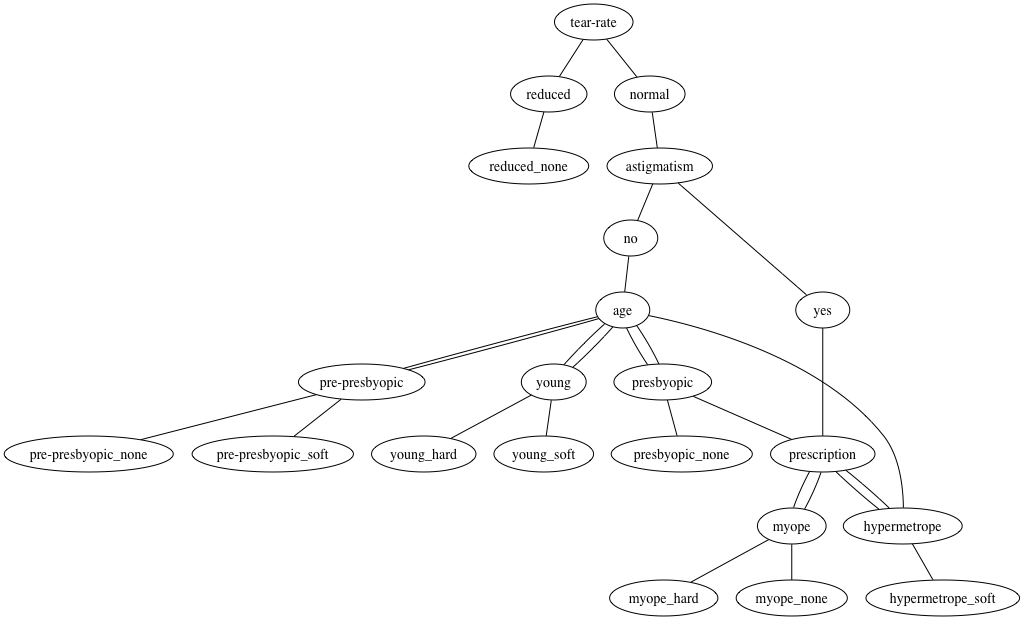 tear-rate
reduced
normal
reduced_none
astigmatism
no
age
yes
pre-presbyopic
young
presbyopic
pre-presbyopic_none
pre-presbyopic_soft
young_hard
young_soft
presbyopic_none
prescription
myope
hypermetrope
myope_hard
myope_none
hypermetrope_soft